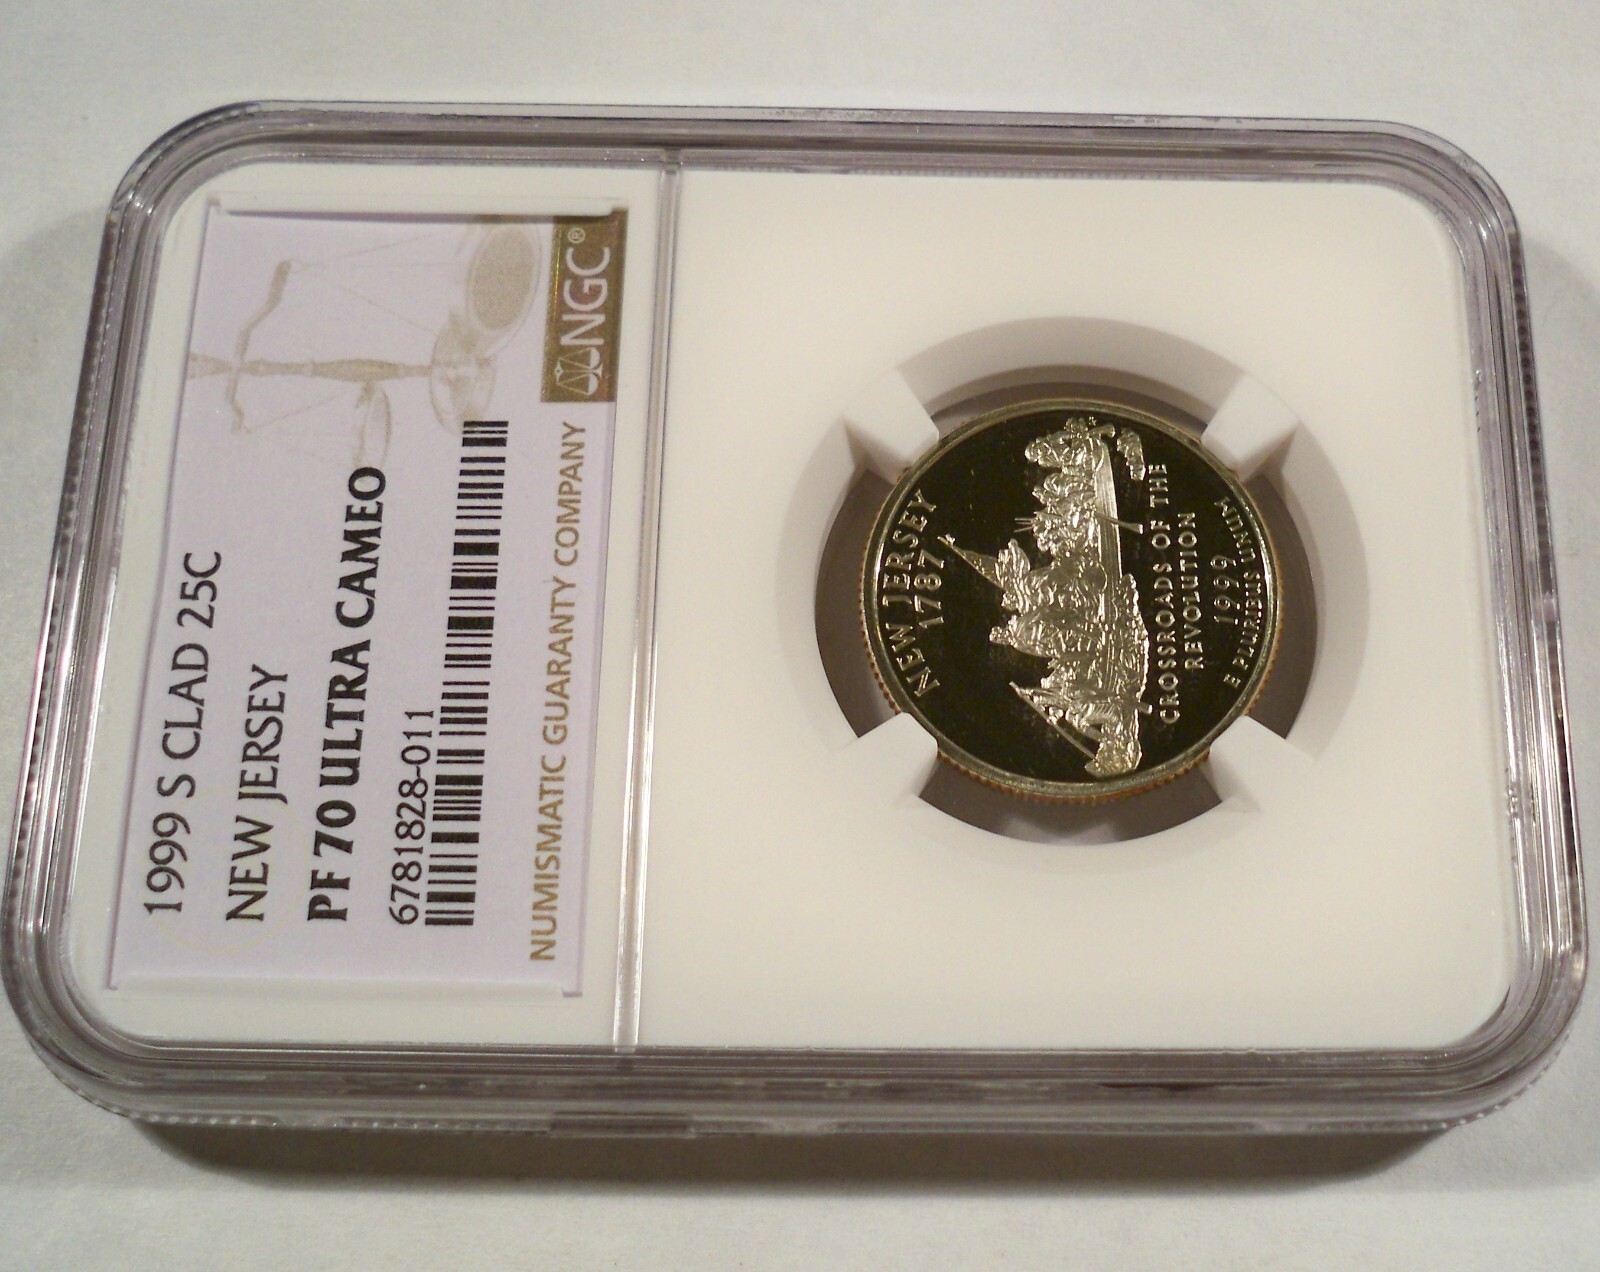 1999 S CLAD 25C
NEW JERSEY
PF 70 ULTRA CAMEO
6781828-011
NGC®
NUMISMATIC GUARANTY COMPANY
NEW JERSEY
1787
CROSSROADS OF THE
REVOLUTION
1999
E PLURIBUS UNUM